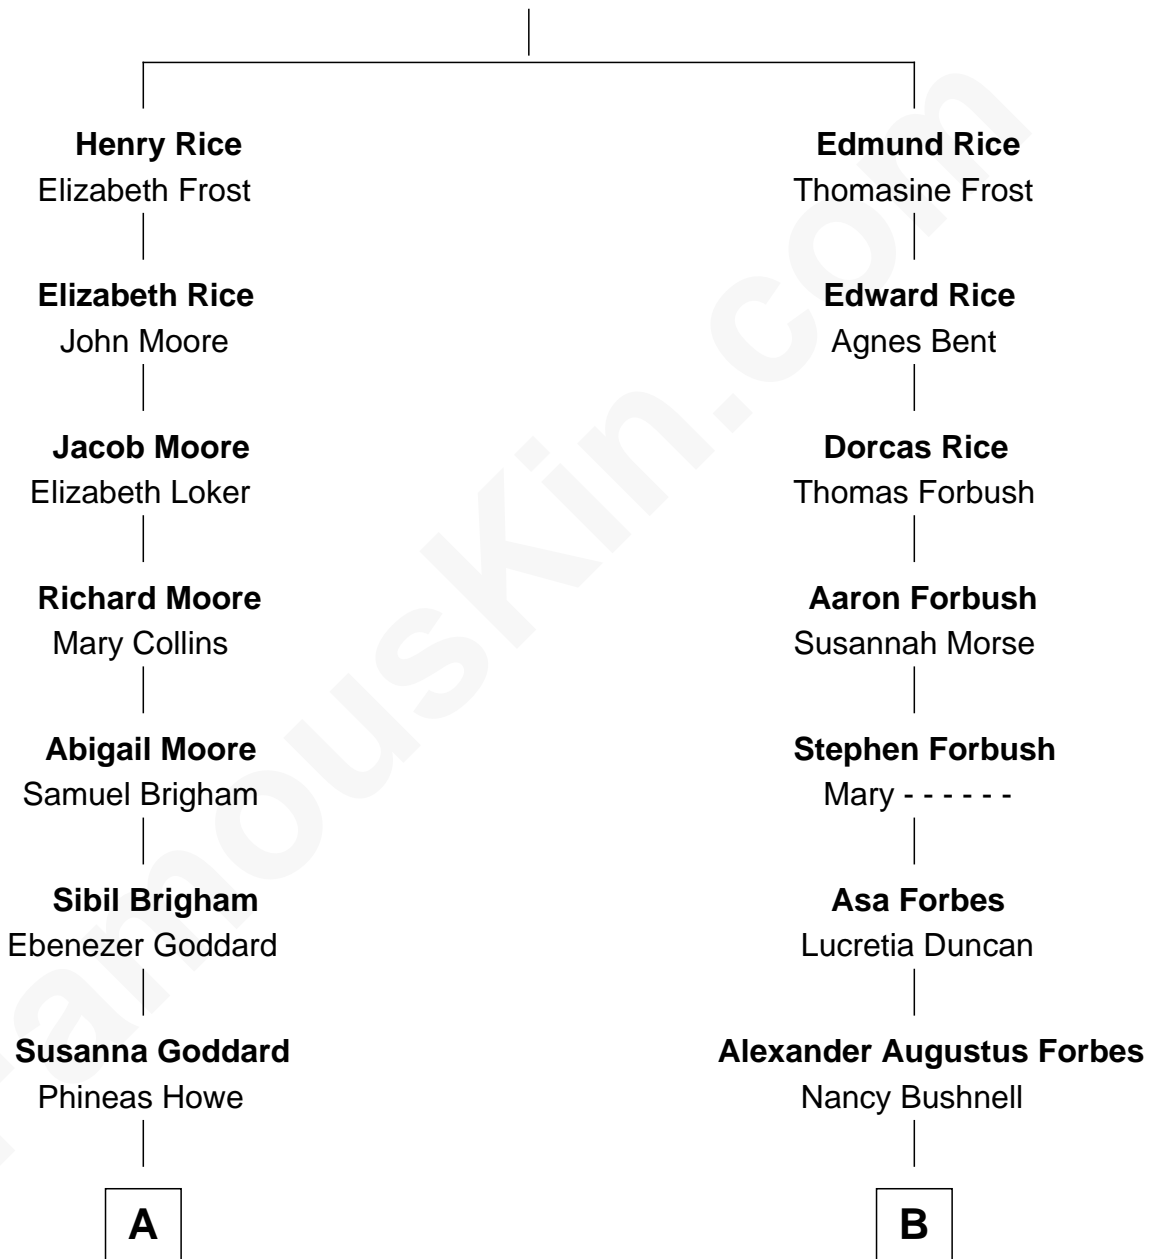 Henry Rice
Elizabeth Frost
Elizabeth Rice
John Moore
Jacob Moore
Elizabeth Loker
Richard Moore
Mary Collins
Abigail Moore
Samuel Brigham
Sibil Brigham
Ebenezer Goddard
Susanna Goddard
Phineas Howe
A
Edmund Rice
Thomasine Frost
Edward Rice
Agnes Bent
Dorcas Rice
Thomas Forbush
Aaron Forbush
Susannah Morse
Stephen Forbush
Mary - - - - - -
Asa Forbes
Lucretia Duncan
Alexander Augustus Forbes
Nancy Bushnell
B
FamousKin.com